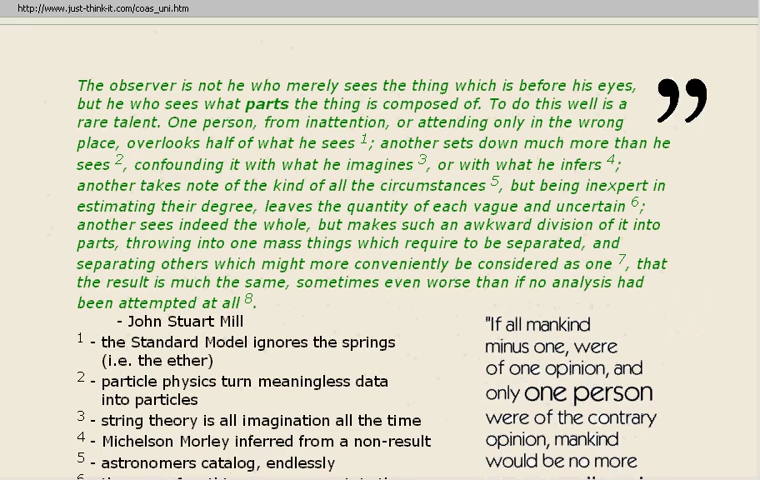 http://www.just-think-it.com/coas_uni.htm
The observer is not he who merely sees the thing which is before his eyes,
but he who sees what parts the thing is composed of. To do this well is a
rare talent. One person, from inattention, or attending only in the wrong
place, overlooks half of what he sees 1; another sets down much more than he
sees 2, confounding it with what he imagines 3, or with what he infers 4;
another takes note of the kind of all the circumstances 5, but being inexpert in
estimating their degree, leaves the quantity of each vague and uncertain 6;
another sees indeed the whole, but makes such an awkward division of it into
parts, throwing into one mass things which require to be separated, and
separating others which might more conveniently be considered as one 7, that
the result is much the same, sometimes even worse than if no analysis had
been attempted at all 8.
”
- John Stuart Mill
1 - the Standard Model ignores the springs
(i.e. the ether)
2 - particle physics turn meaningless data
into particles
3 - string theory is all imagination all the time
4 - Michelson Morley inferred from a non-result
5 - astronomers catalog, endlessly
"If all mankind
minus one, were
of one opinion, and
only one person
were of the contrary
opinion, mankind
would be no more